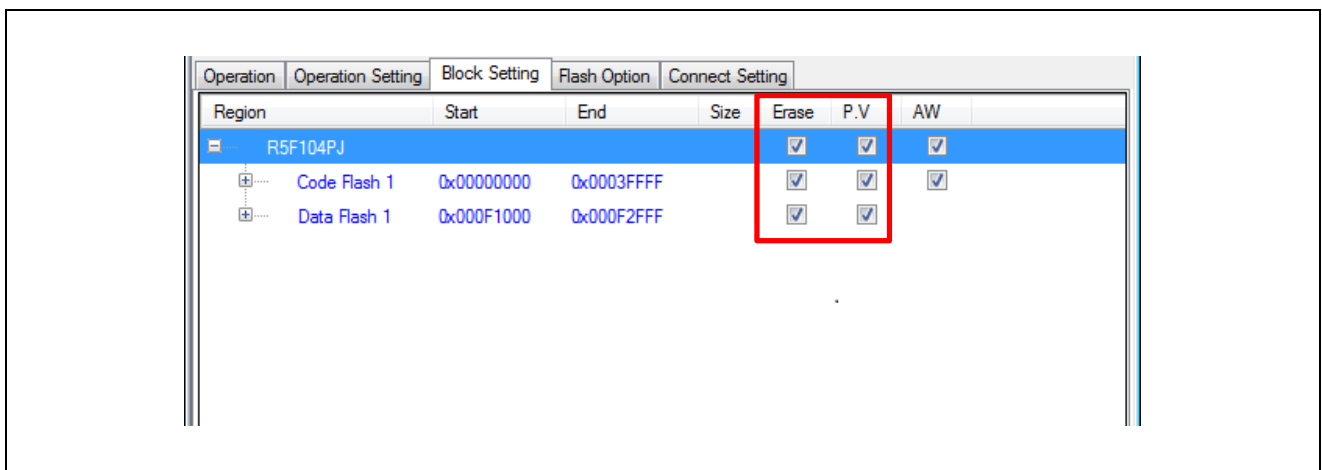 Operation Operation Setting Block Setting Flash Option Connect Setting
Region Start End Size Erase P.V AW
R5F104PJ
Code Flash 1 0x00000000 0x0003FFFF
Data Flash 1 0x000F1000 0x000F2FFF